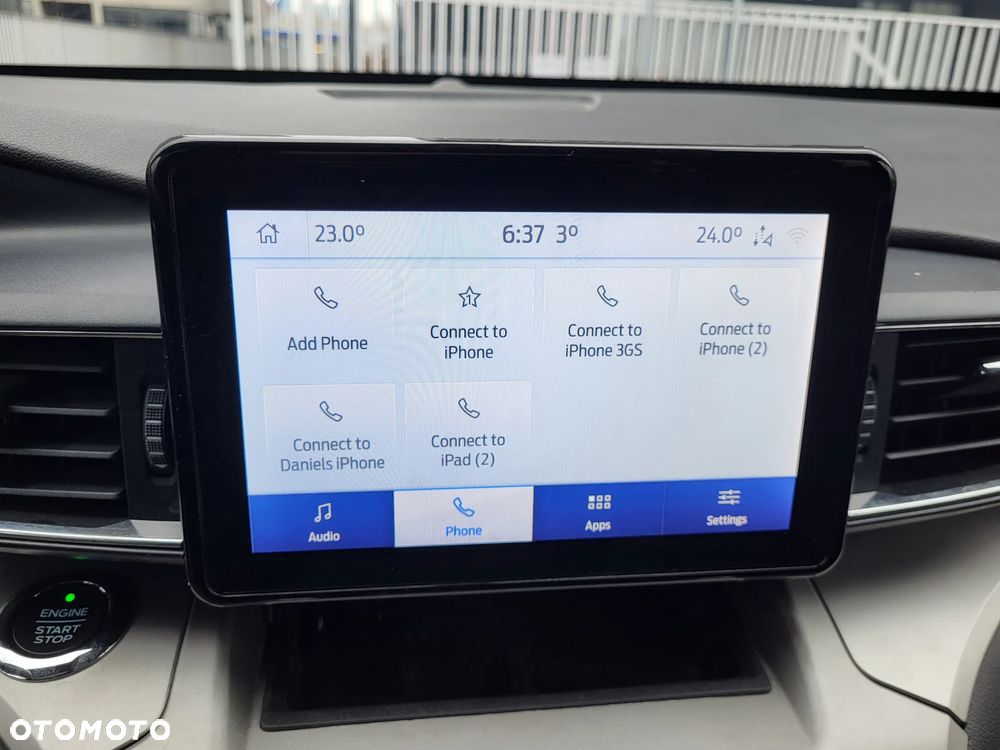 23.0° 6:37 3° 24.0°
Add Phone
1
Connect to
iPhone
Connect to
iPhone 3GS
Connect to
iPhone (2)
Connect to
Daniels iPhone
Connect to
iPad (2)
Audio
Phone
Apps
Settings
ENGINE
START
STOP
OTOMOTO